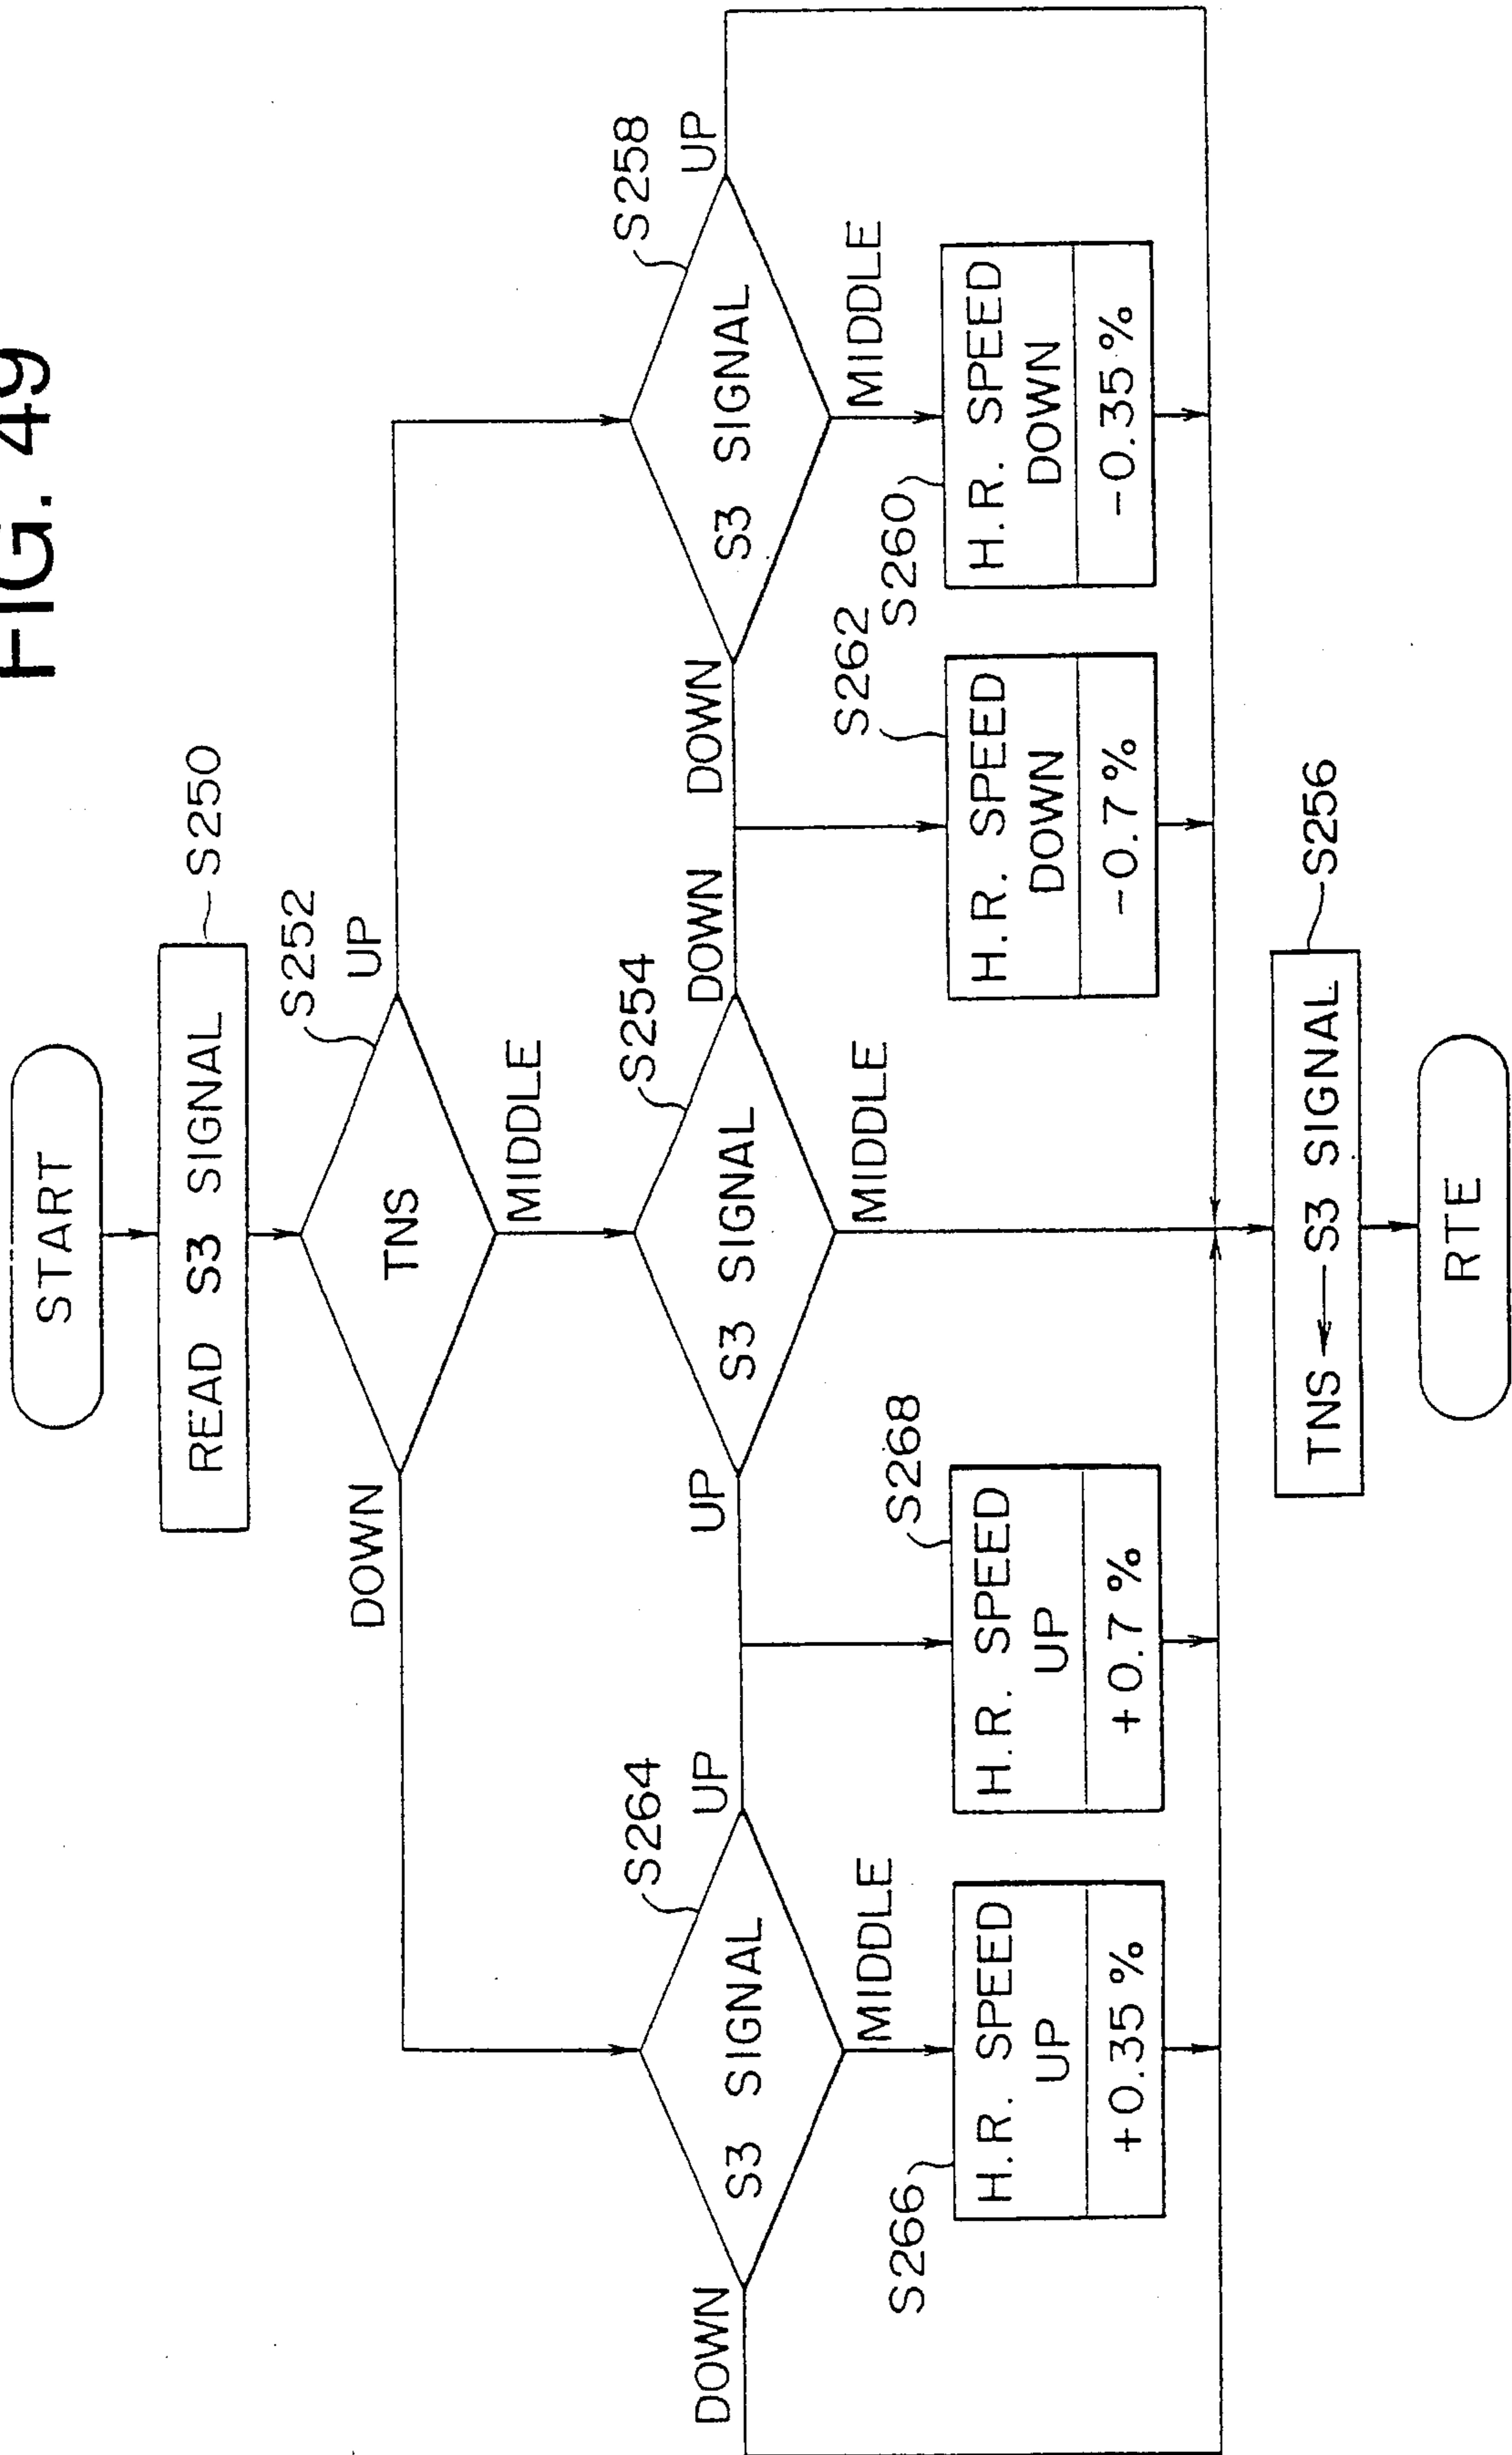 FIG. 49
START
READ S3 SIGNAL
S250
TNS
S252
DOWN
MIDDLE
UP
S3 SIGNAL
S264
DOWN
MIDDLE
UP
S3 SIGNAL
S254
UP
MIDDLE
DOWN
S3 SIGNAL
S258
DOWN
MIDDLE
UP
S266
H.R. SPEED
UP
+0.35 %
S268
H.R. SPEED
UP
+0.7 %
S262
H.R. SPEED
DOWN
-0.7 %
S260
H.R. SPEED
DOWN
-0.35 %
TNS ← S3 SIGNAL
S256
RTE